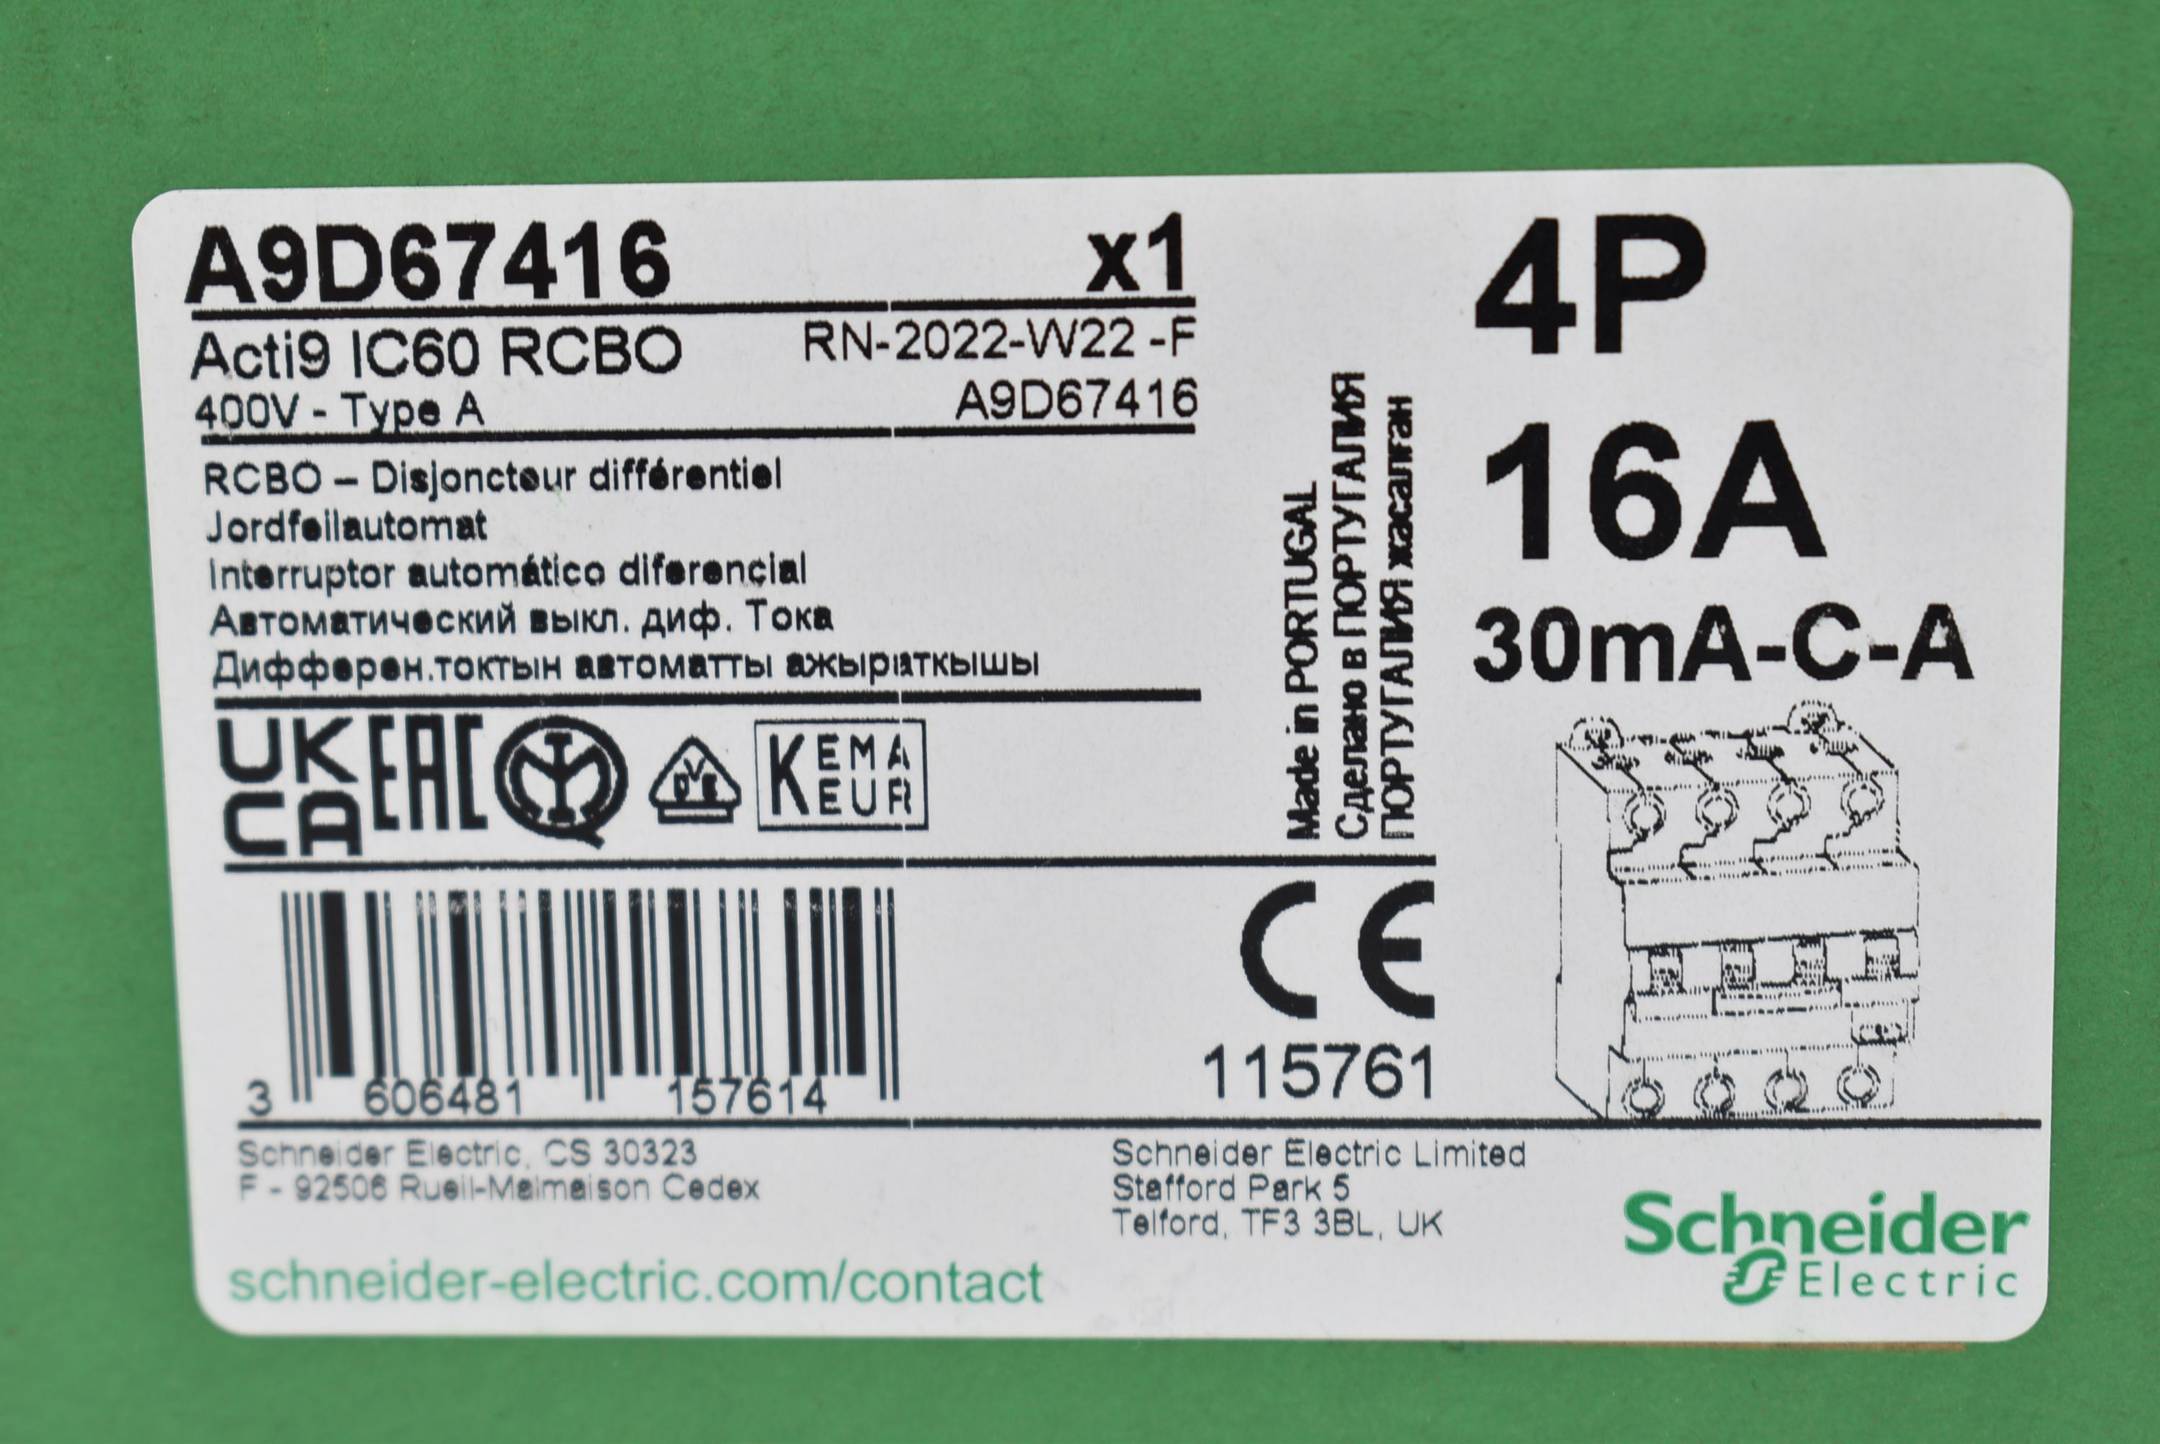 A9D67416 x1
Acti9 IC60 RCBO RN-2022-W22 -F
400V - Type A A9D67416
RCBO – Disjoncteur différentiel
Jordfeilautomat
Interruptor automático diferencial
Автоматический выкл. диф. Тока
Дифферен.токтын автоматты ажыраткышы
UK
CA
EAC
VDE
KEMA
KEUR
Made in PORTUGAL
Сделано в ПОРТУГАЛИЯ
ПОРТУГАЛИЯ жасалған
4P
16A
30mA-C-A
CE
115761
3 606481 157614
Schneider Electric, CS 30323
F - 92506 Rueil-Malmaison Cedex
Schneider Electric Limited
Stafford Park 5
Telford, TF3 3BL, UK
schneider-electric.com/contact
Schneider
Electric